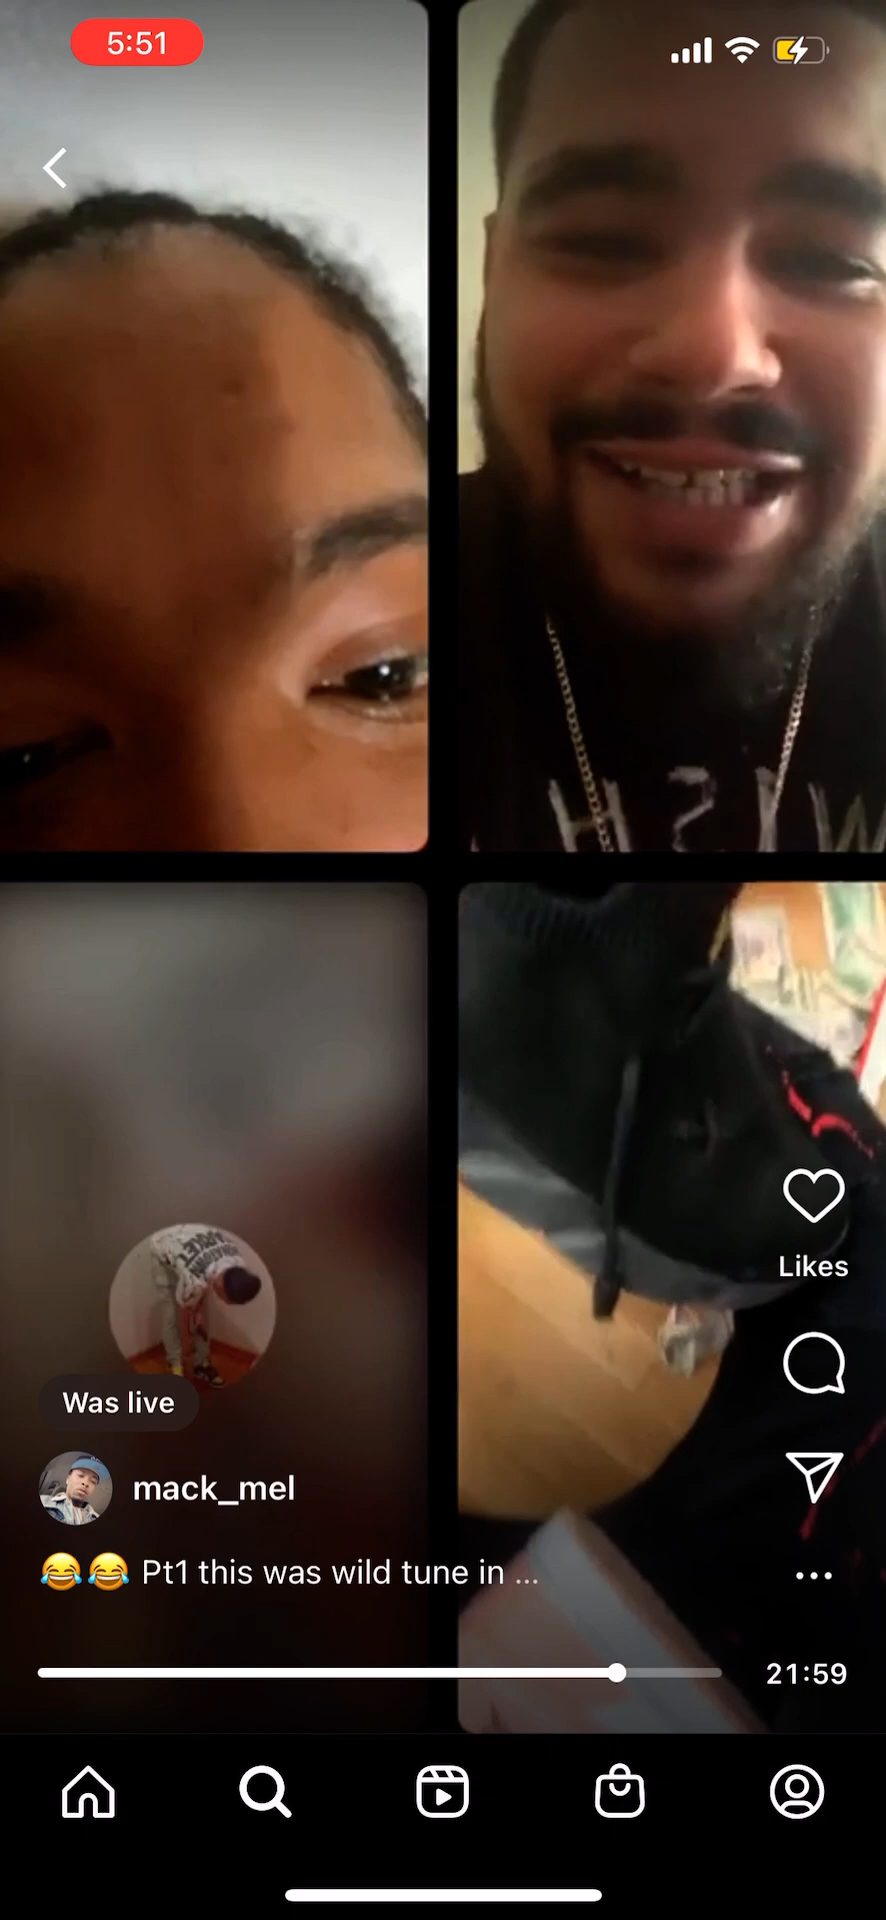 5:51
Was live
mack_mel
😂😂 Pt1 this was wild tune in ...
Likes
21:59